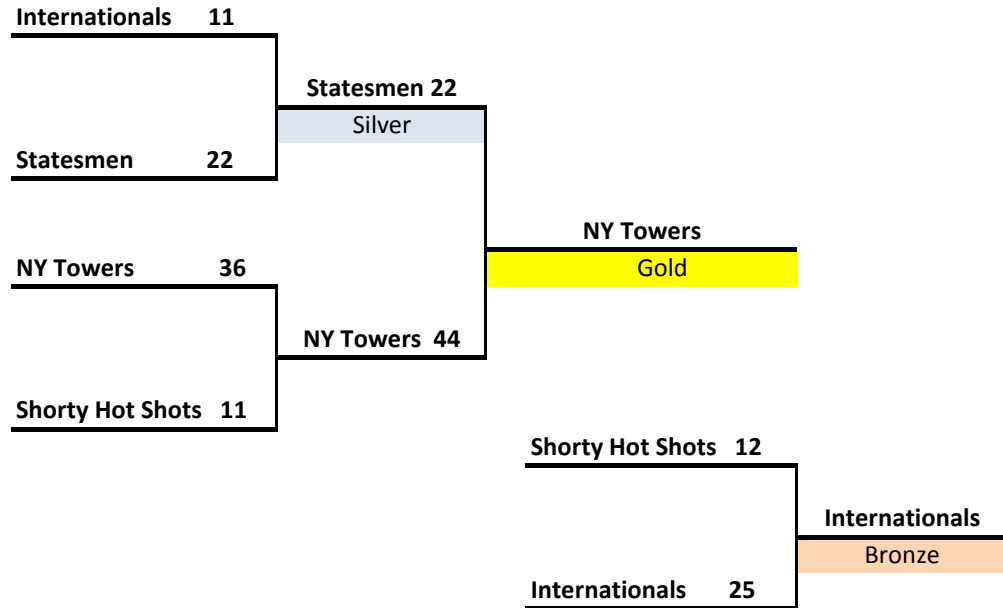 Internationals 11
Statesmen 22
Silver
Statesmen 22
NY Towers
Gold
NY Towers 36
NY Towers 44
Shorty Hot Shots 11
Shorty Hot Shots 12
Internationals
Bronze
Internationals 25